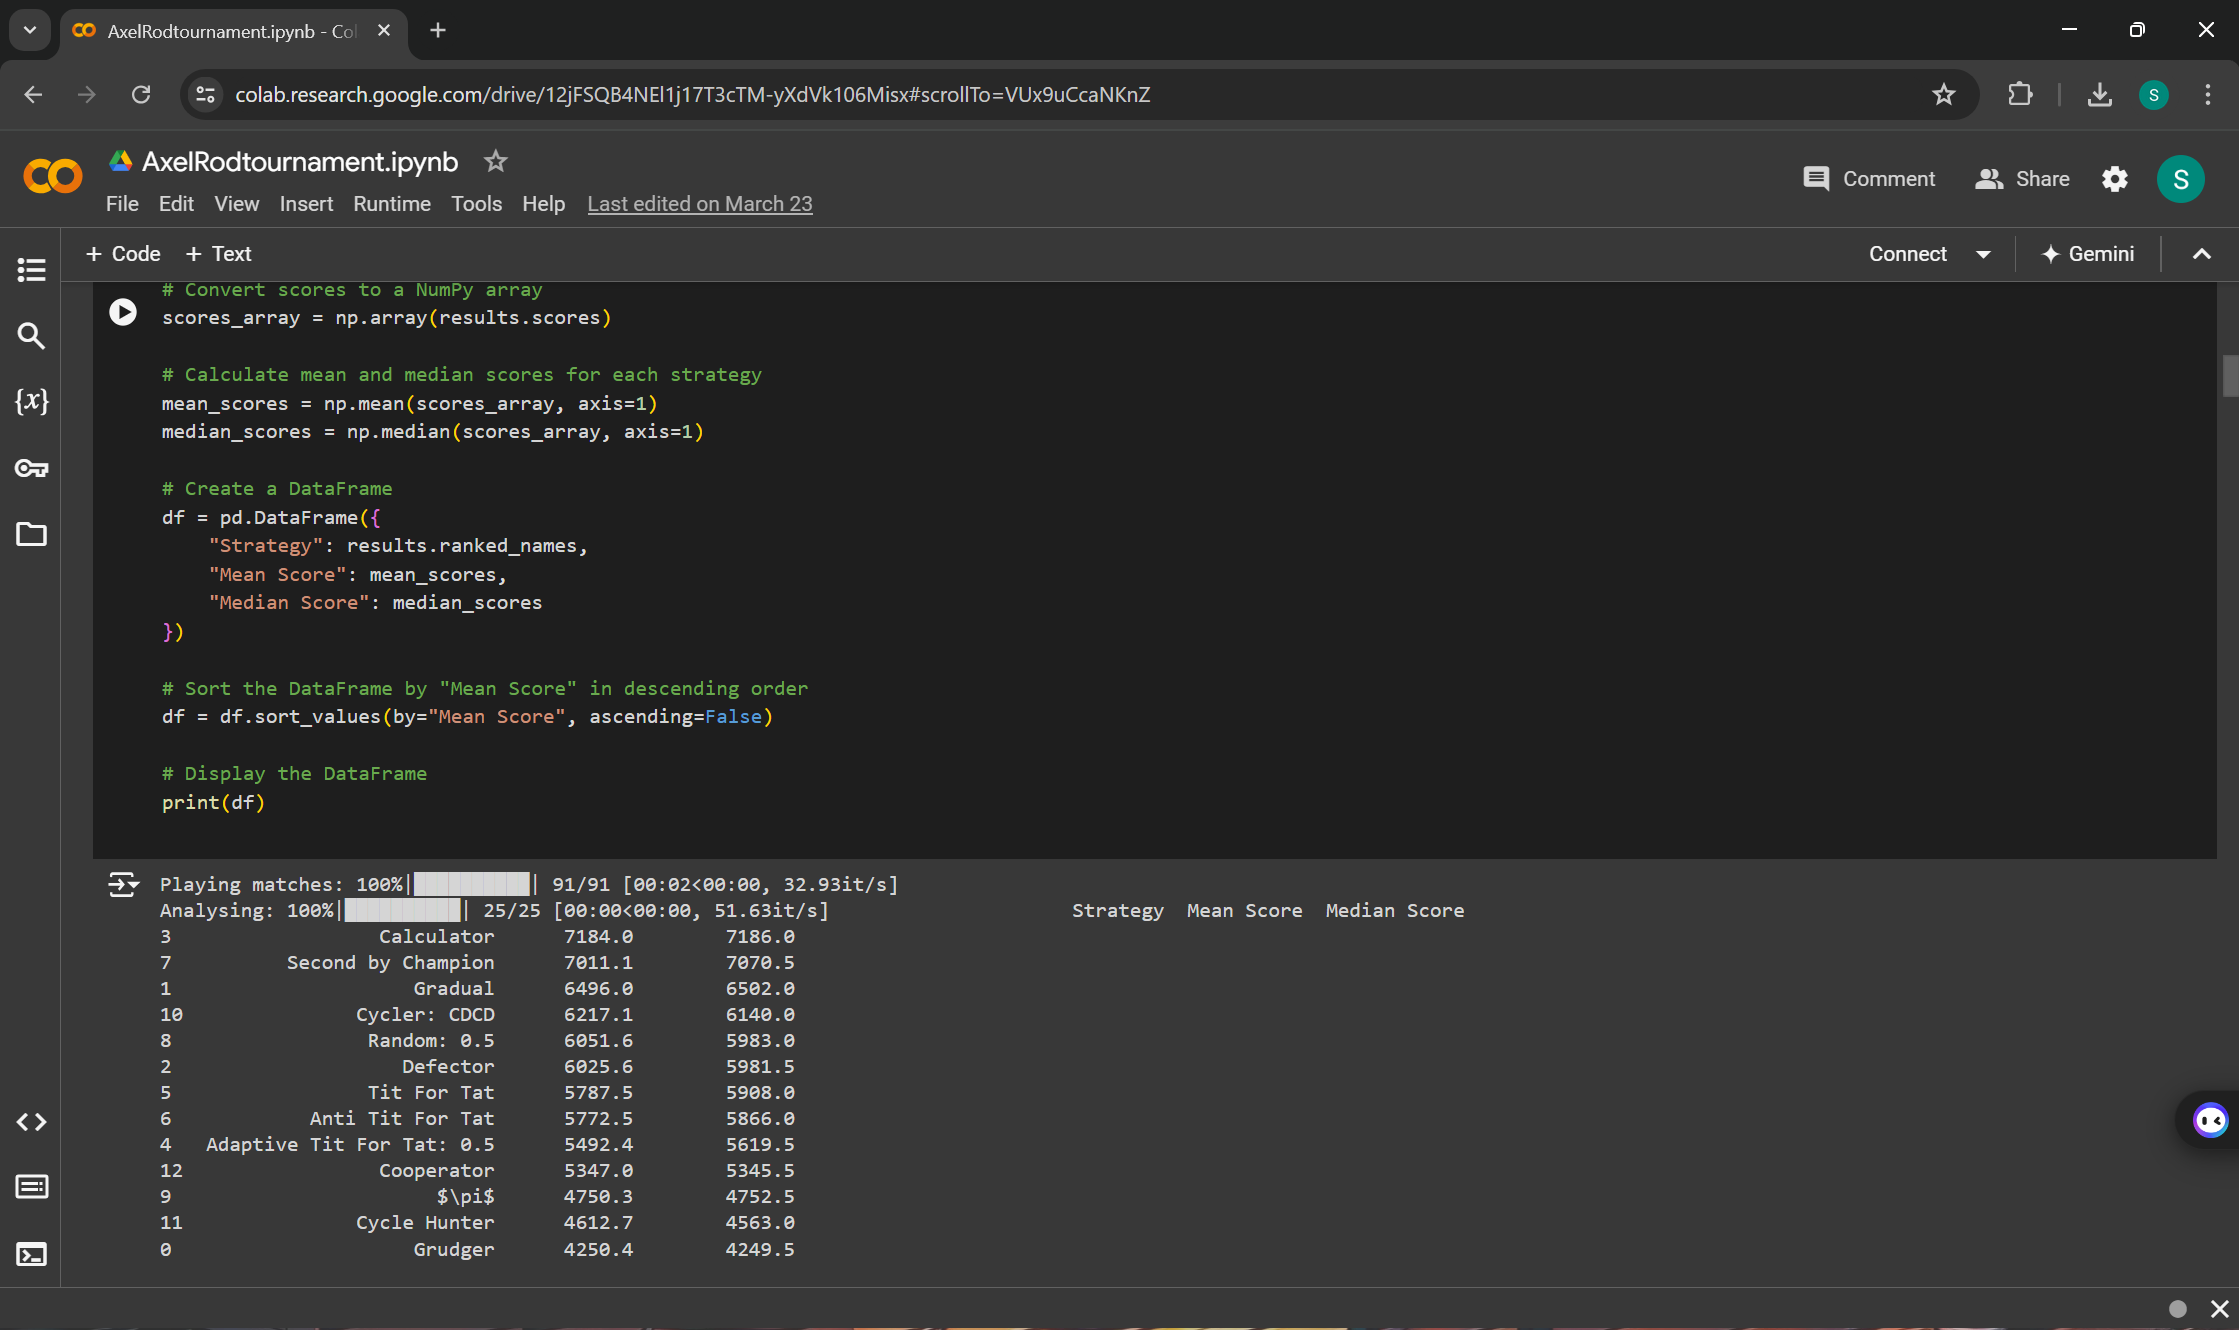 AxelRodtournament.ipynb - Col
colab.research.google.com/drive/12jFSQB4NEl1j17T3cTM-yXdVk106Misx#scrollTo=VUx9uCcaNKnZ
S
AxelRodtournament.ipynb
Comment
Share
S
File Edit View Insert Runtime Tools Help Last edited on March 23
+ Code + Text
Connect
Gemini
# Convert scores to a NumPy array
scores_array = np.array(results.scores)
# Calculate mean and median scores for each strategy
mean_scores = np.mean(scores_array, axis=1)
median_scores = np.median(scores_array, axis=1)
# Create a DataFrame
df = pd.DataFrame({
"Strategy": results.ranked_names,
"Mean Score": mean_scores,
"Median Score": median_scores
})
# Sort the DataFrame by "Mean Score" in descending order
df = df.sort_values(by="Mean Score", ascending=False)
# Display the DataFrame
print(df)
Playing matches: 100%|██████████| 91/91 [00:02<00:00, 32.93it/s]
Analysing: 100%|██████████| 25/25 [00:00<00:00, 51.63it/s] Strategy Mean Score Median Score
3 Calculator 7184.0 7186.0
7 Second by Champion 7011.1 7070.5
1 Gradual 6496.0 6502.0
10 Cycler: CDCD 6217.1 6140.0
8 Random: 0.5 6051.6 5983.0
2 Defector 6025.6 5981.5
5 Tit For Tat 5787.5 5908.0
6 Anti Tit For Tat 5772.5 5866.0
4 Adaptive Tit For Tat: 0.5 5492.4 5619.5
12 Cooperator 5347.0 5345.5
9 $\pi$ 4750.3 4752.5
11 Cycle Hunter 4612.7 4563.0
0 Grudger 4250.4 4249.5